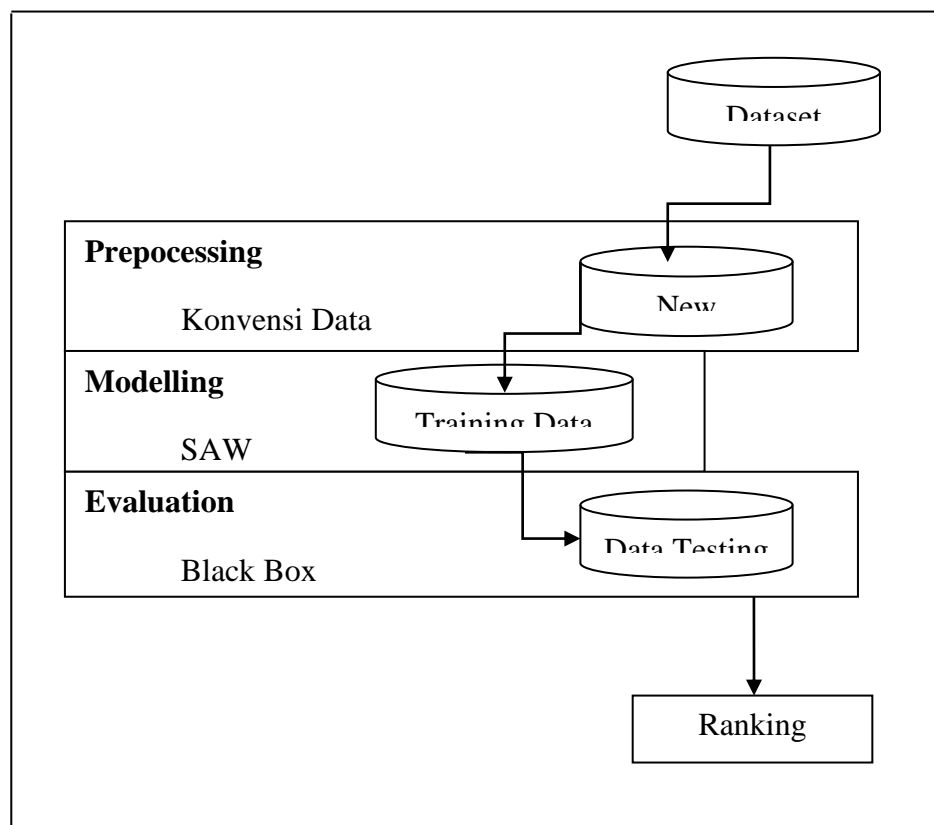 Dataset
Prepocessing
Konvensi Data
New
Modelling
SAW
Training Data
Evaluation
Black Box
Data Testing
Ranking